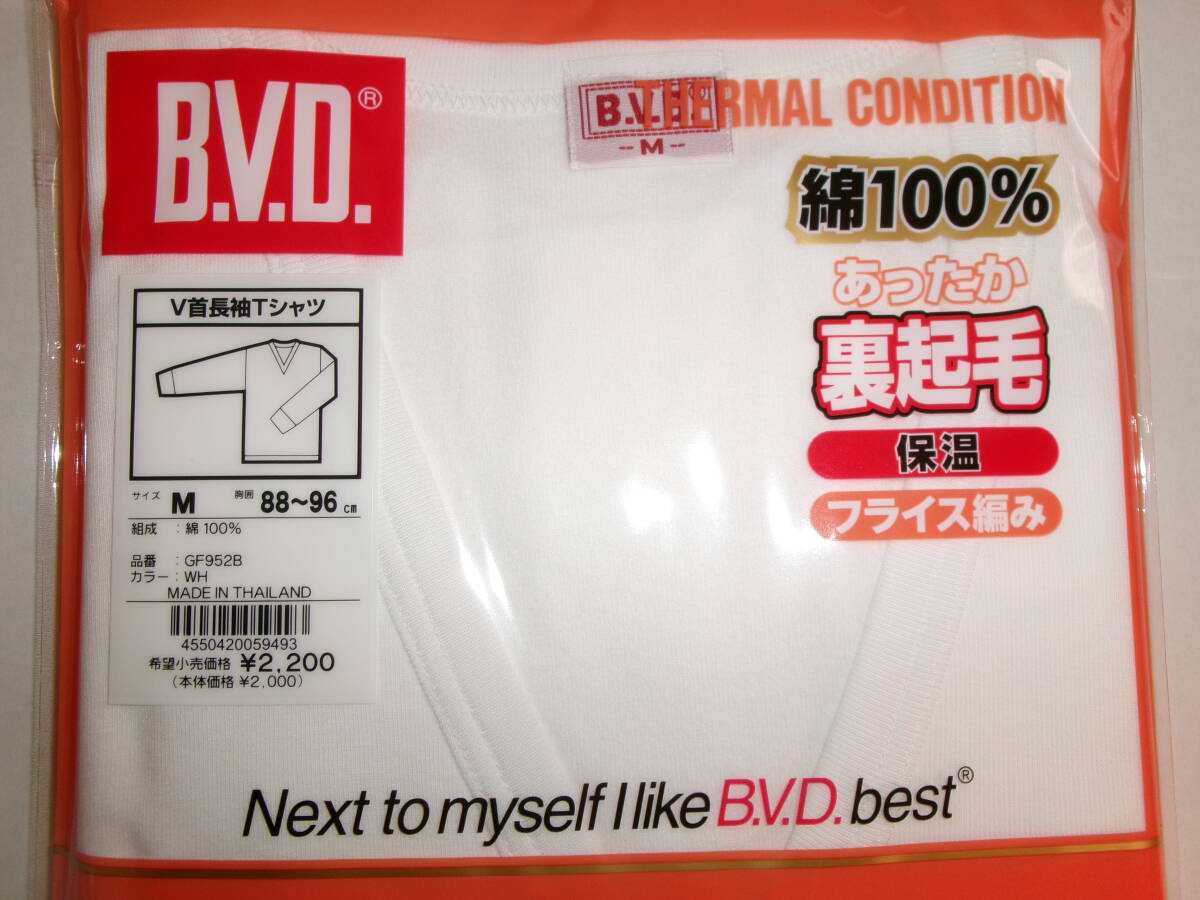 B.V.D.®
B.V.D.®
-- M --
THERMAL CONDITION
綿100%
あったか
裏起毛
保温
フライス編み
V首長袖Tシャツ
サイズ M 胸囲 88～96 cm
組成 : 綿 100%
品番 : GF952B
カラー : WH
MADE IN THAILAND
4550420059493
希望小売価格 ¥2,200
(本体価格 ¥2,000)
Next to myself I like B.V.D. best®